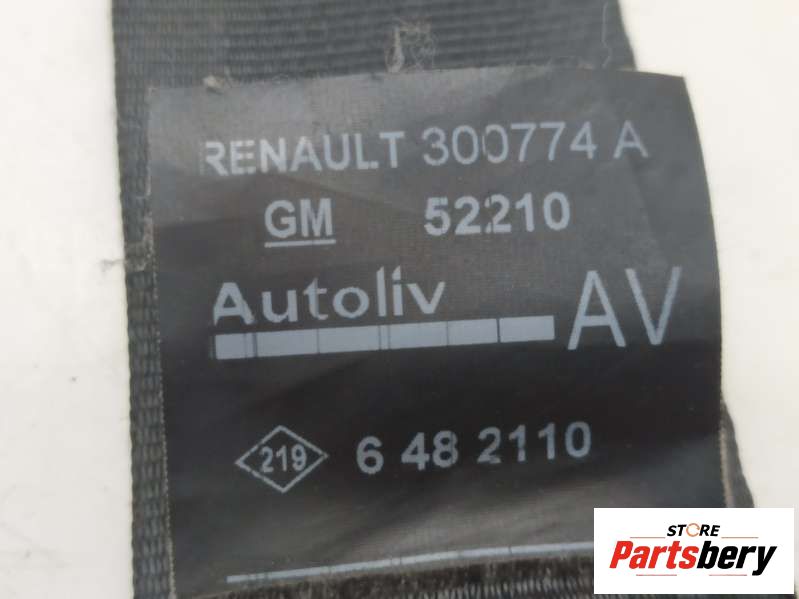 RENAULT 300774 A
GM 52210
Autoliv AV
219 6 48 2110
STORE
Partsbery